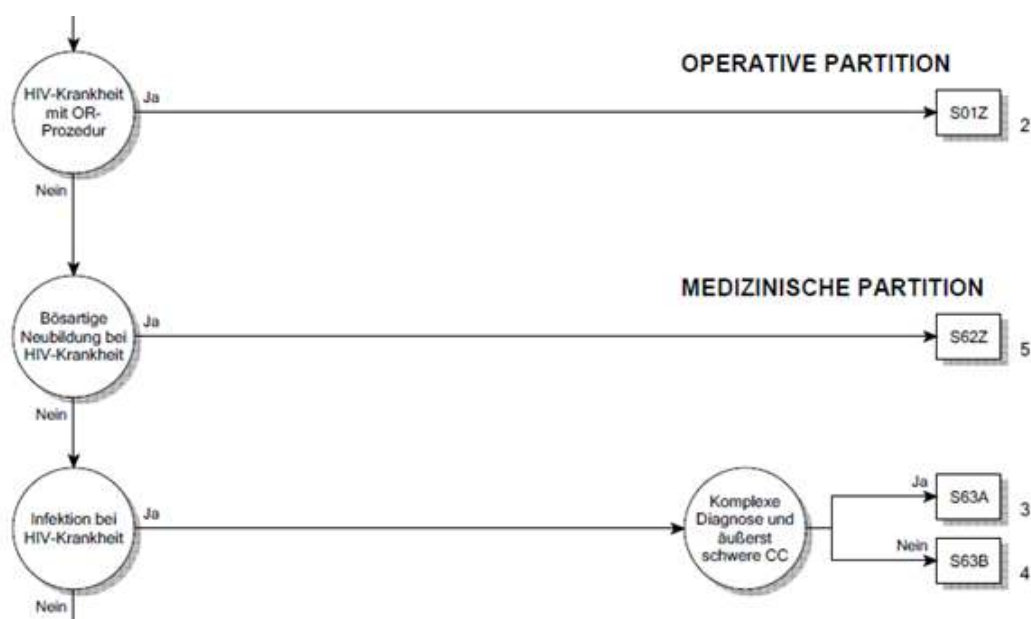 OPERATIVE PARTITION
HIV-Krankheit
mit OR-
Prozedur
Ja
S01Z
2
Nein
MEDIZINISCHE PARTITION
Bösartige
Neubildung bei
HIV-Krankheit
Ja
S62Z
5
Nein
Infektion bei
HIV-Krankheit
Ja
Komplexe
Diagnose und
äußerst
schwere CC
Ja
S63A
3
Nein
S63B
4
Nein